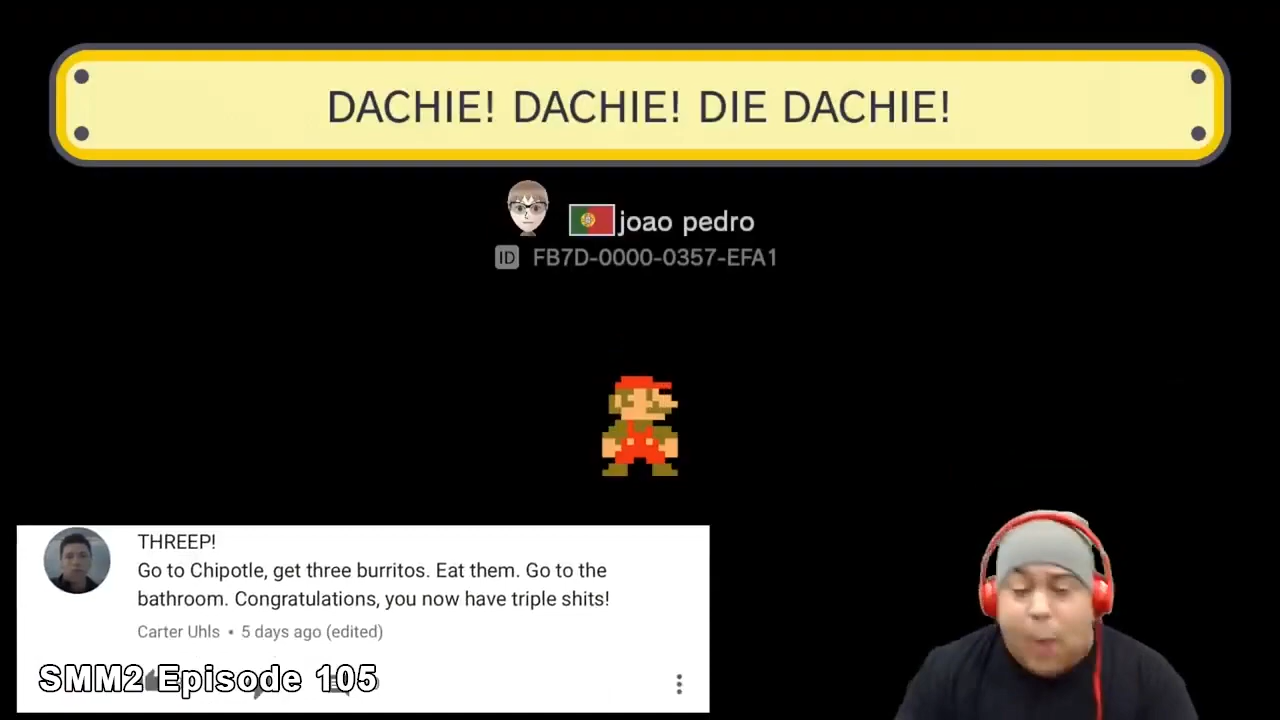 DACHIE! DACHIE! DIE DACHIE!
joao pedro
ID FB7D-0000-0357-EFA1
THREEP!
Go to Chipotle, get three burritos. Eat them. Go to the
bathroom. Congratulations, you now have triple shits!
Carter Uhls • 5 days ago (edited)
SMM2 Episode 105